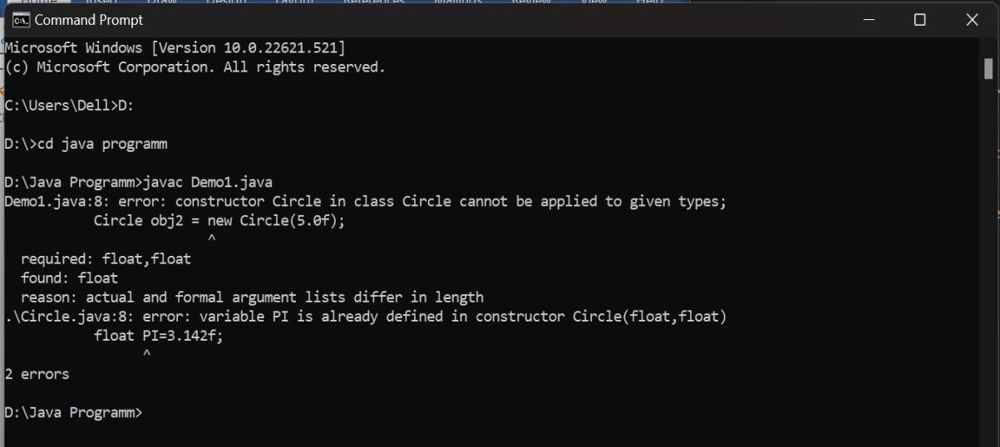 Command Prompt
Microsoft Windows [Version 10.0.22621.521]
(c) Microsoft Corporation. All rights reserved.
C:\Users\Dell>D:
D:\>cd java programm
D:\Java Programm>javac Demo1.java
Demo1.java:8: error: constructor Circle in class Circle cannot be applied to given types;
Circle obj2 = new Circle(5.0f);
^
required: float,float
found: float
reason: actual and formal argument lists differ in length
.\Circle.java:8: error: variable PI is already defined in constructor Circle(float,float)
float PI=3.142f;
^
2 errors
D:\Java Programm>